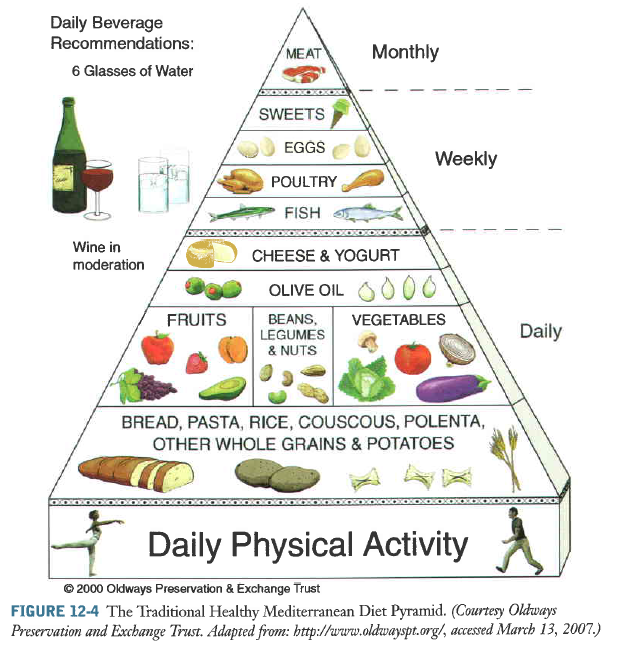 Daily Beverage
Recommendations:
6 Glasses of Water
Wine in
moderation
MEAT
Monthly
SWEETS
EGGS
POULTRY
FISH
Weekly
CHEESE & YOGURT
OLIVE OIL
FRUITS
BEANS,
LEGUMES
& NUTS
VEGETABLES
Daily
BREAD, PASTA, RICE, COUSCOUS, POLENTA,
OTHER WHOLE GRAINS & POTATOES
Daily Physical Activity
© 2000 Oldways Preservation & Exchange Trust
FIGURE 12-4 The Traditional Healthy Mediterranean Diet Pyramid. (Courtesy Oldways
Preservation and Exchange Trust. Adapted from: http://www.oldwayspt.org/, accessed March 13, 2007.)